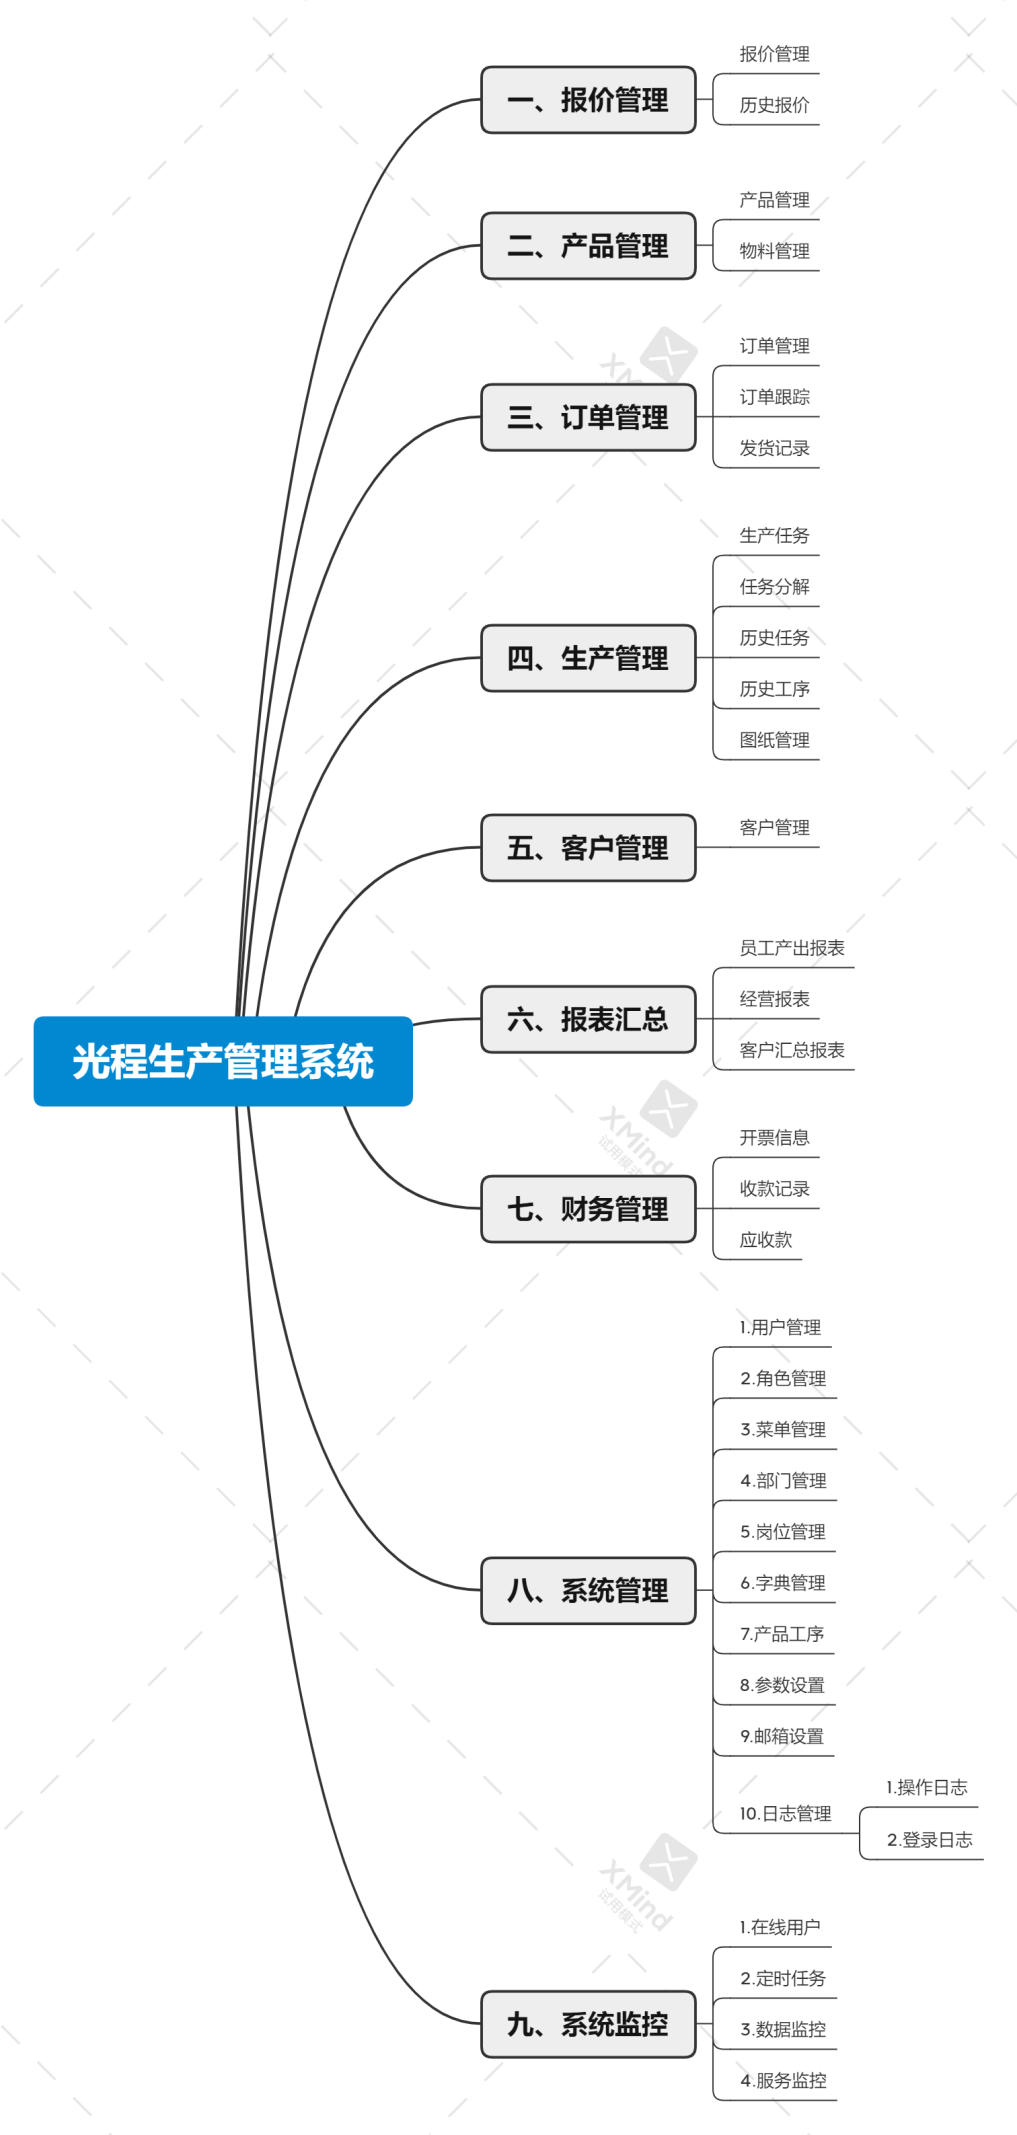 光程生产管理系统
一、报价管理
报价管理
历史报价
二、产品管理
产品管理
物料管理
三、订单管理
订单管理
订单跟踪
发货记录
四、生产管理
生产任务
任务分解
历史任务
历史工序
图纸管理
五、客户管理
客户管理
六、报表汇总
员工产出报表
经营报表
客户汇总报表
七、财务管理
开票信息
收款记录
应收款
八、系统管理
1.用户管理
2.角色管理
3.菜单管理
4.部门管理
5.岗位管理
6.字典管理
7.产品工序
8.参数设置
9.邮箱设置
10.日志管理
1.操作日志
2.登录日志
九、系统监控
1.在线用户
2.定时任务
3.数据监控
4.服务监控
XMind
试用模式
XMind
试用模式